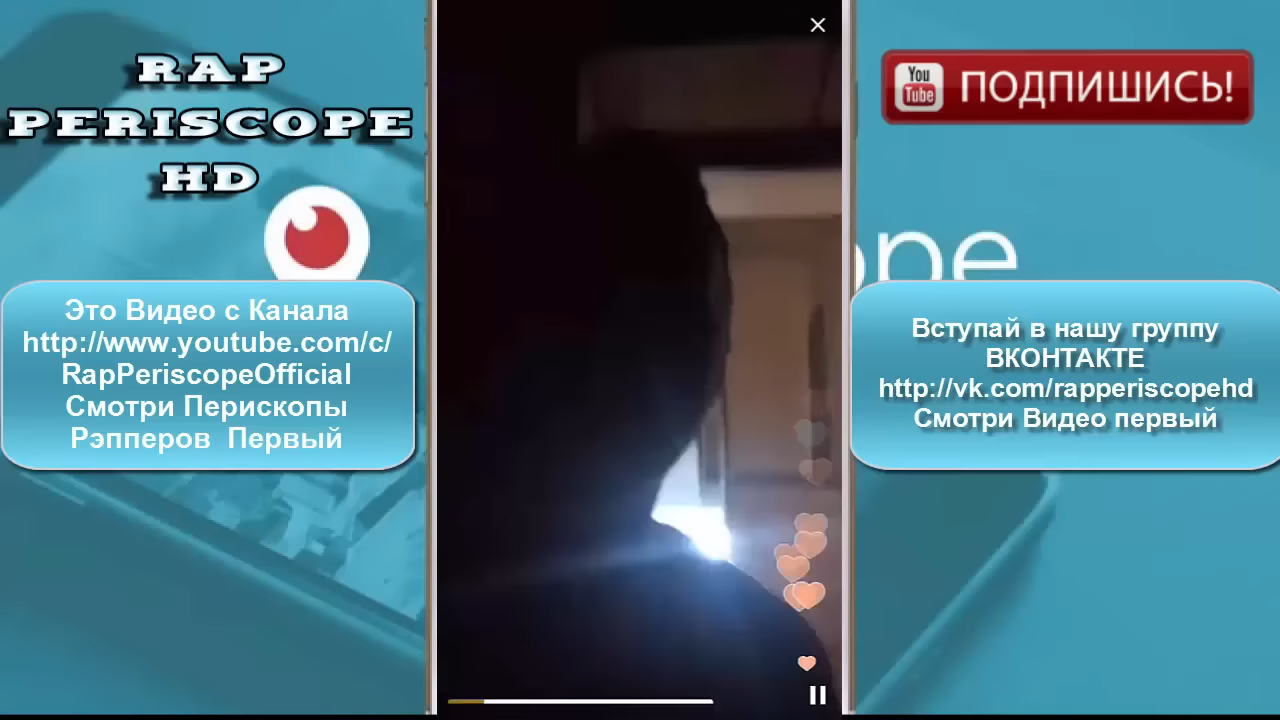 RAP
PERISCOPE
HD
Это Видео с Канала
http://www.youtube.com/c/
RapPeriscopeOfficial
Смотри Перископы
Рэпперов Первый
You
Tube
ПОДПИШИСЬ!
ope
Вступай в нашу группу
ВКОНТАКТЕ
http://vk.com/rapperiscopehd
Смотри Видео первый